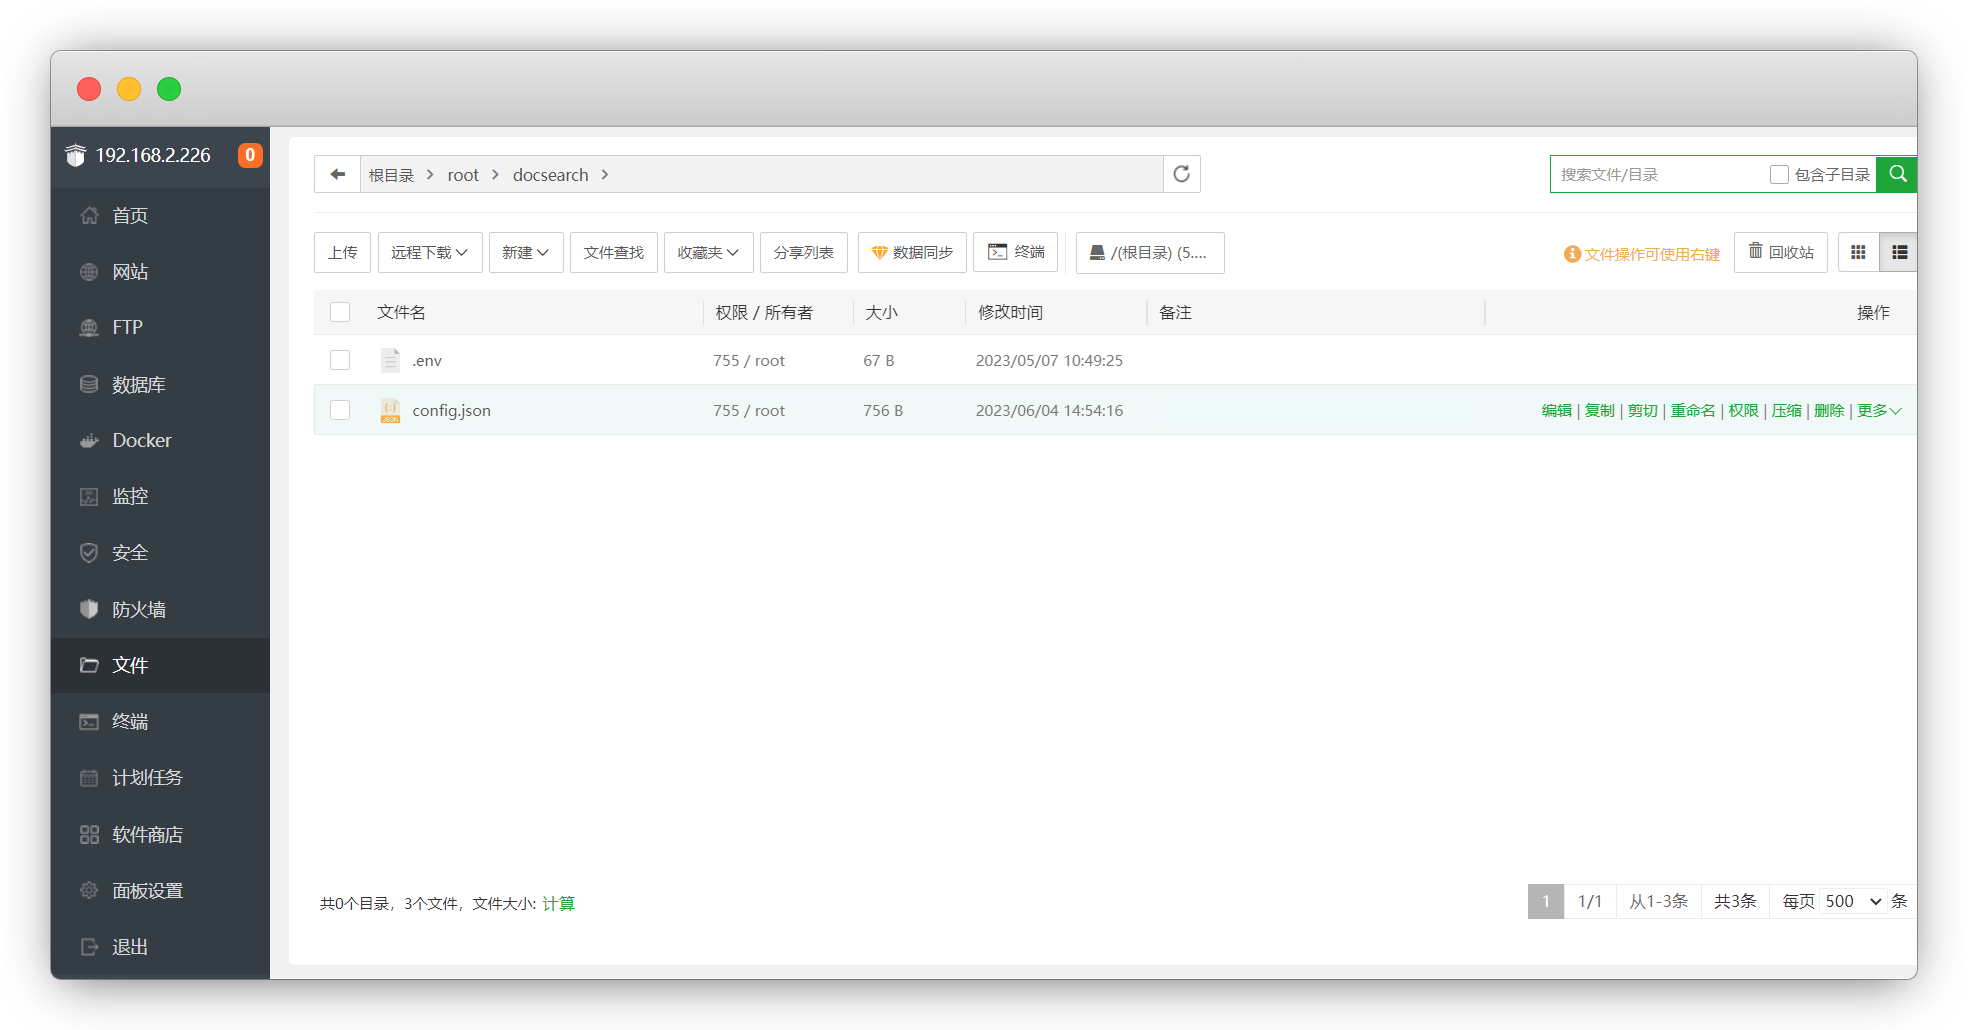 192.168.2.226 0
首页
网站
FTP
数据库
Docker
监控
安全
防火墙
文件
终端
计划任务
软件商店
面板设置
退出
根目录 root docsearch
搜索文件/目录 包含子目录
上传 远程下载 新建 文件查找 收藏夹 分享列表 数据同步 终端 /(根目录) (5....
文件操作可使用右键 回收站
文件名 权限 / 所有者 大小 修改时间 备注 操作
.env 755 / root 67 B 2023/05/07 10:49:25
JSON config.json 755 / root 756 B 2023/06/04 14:54:16 编辑 | 复制 | 剪切 | 重命名 | 权限 | 压缩 | 删除 | 更多
共0个目录，3个文件，文件大小: 计算
1 1/1 从1-3条 共3条 每页 500 条